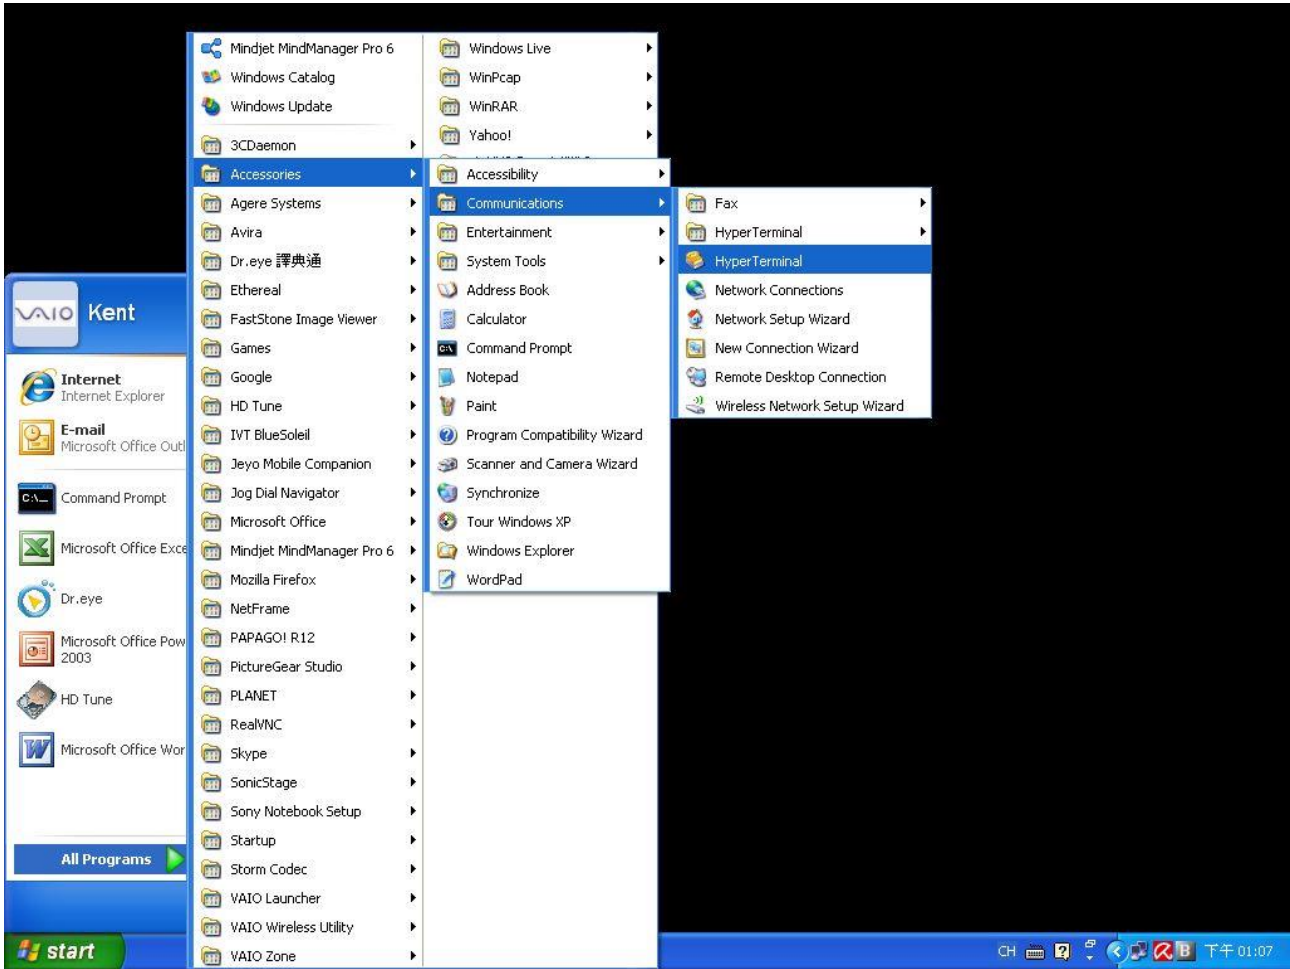 Mindjet MindManager Pro 6
Windows Catalog
Windows Update
3CDaemon
Accessories
Agere Systems
Avira
Dr.eye 譯典通
Ethereal
FastStone Image Viewer
Games
Google
HD Tune
IVT BlueSoleil
Jeyo Mobile Companion
Jog Dial Navigator
Microsoft Office
Mindjet MindManager Pro 6
Mozilla Firefox
NetFrame
PAPAGO! R12
PictureGear Studio
PLANET
RealVNC
Skype
SonicStage
Sony Notebook Setup
Startup
Storm Codec
VAIO Launcher
VAIO Wireless Utility
VAIO Zone
Windows Live
WinPcap
WinRAR
Yahoo!
Accessibility
Communications
Entertainment
System Tools
Address Book
Calculator
Command Prompt
Notepad
Paint
Program Compatibility Wizard
Scanner and Camera Wizard
Synchronize
Tour Windows XP
Windows Explorer
WordPad
Fax
HyperTerminal
HyperTerminal
Network Connections
Network Setup Wizard
New Connection Wizard
Remote Desktop Connection
Wireless Network Setup Wizard
VAIO
Kent
Internet
Internet Explorer
E-mail
Microsoft Office Outl
C:\_
Command Prompt
Microsoft Office Exce
Dr.eye
Microsoft Office Pow
2003
HD Tune
Microsoft Office Wor
All Programs
start
CH
B
下午 01:07